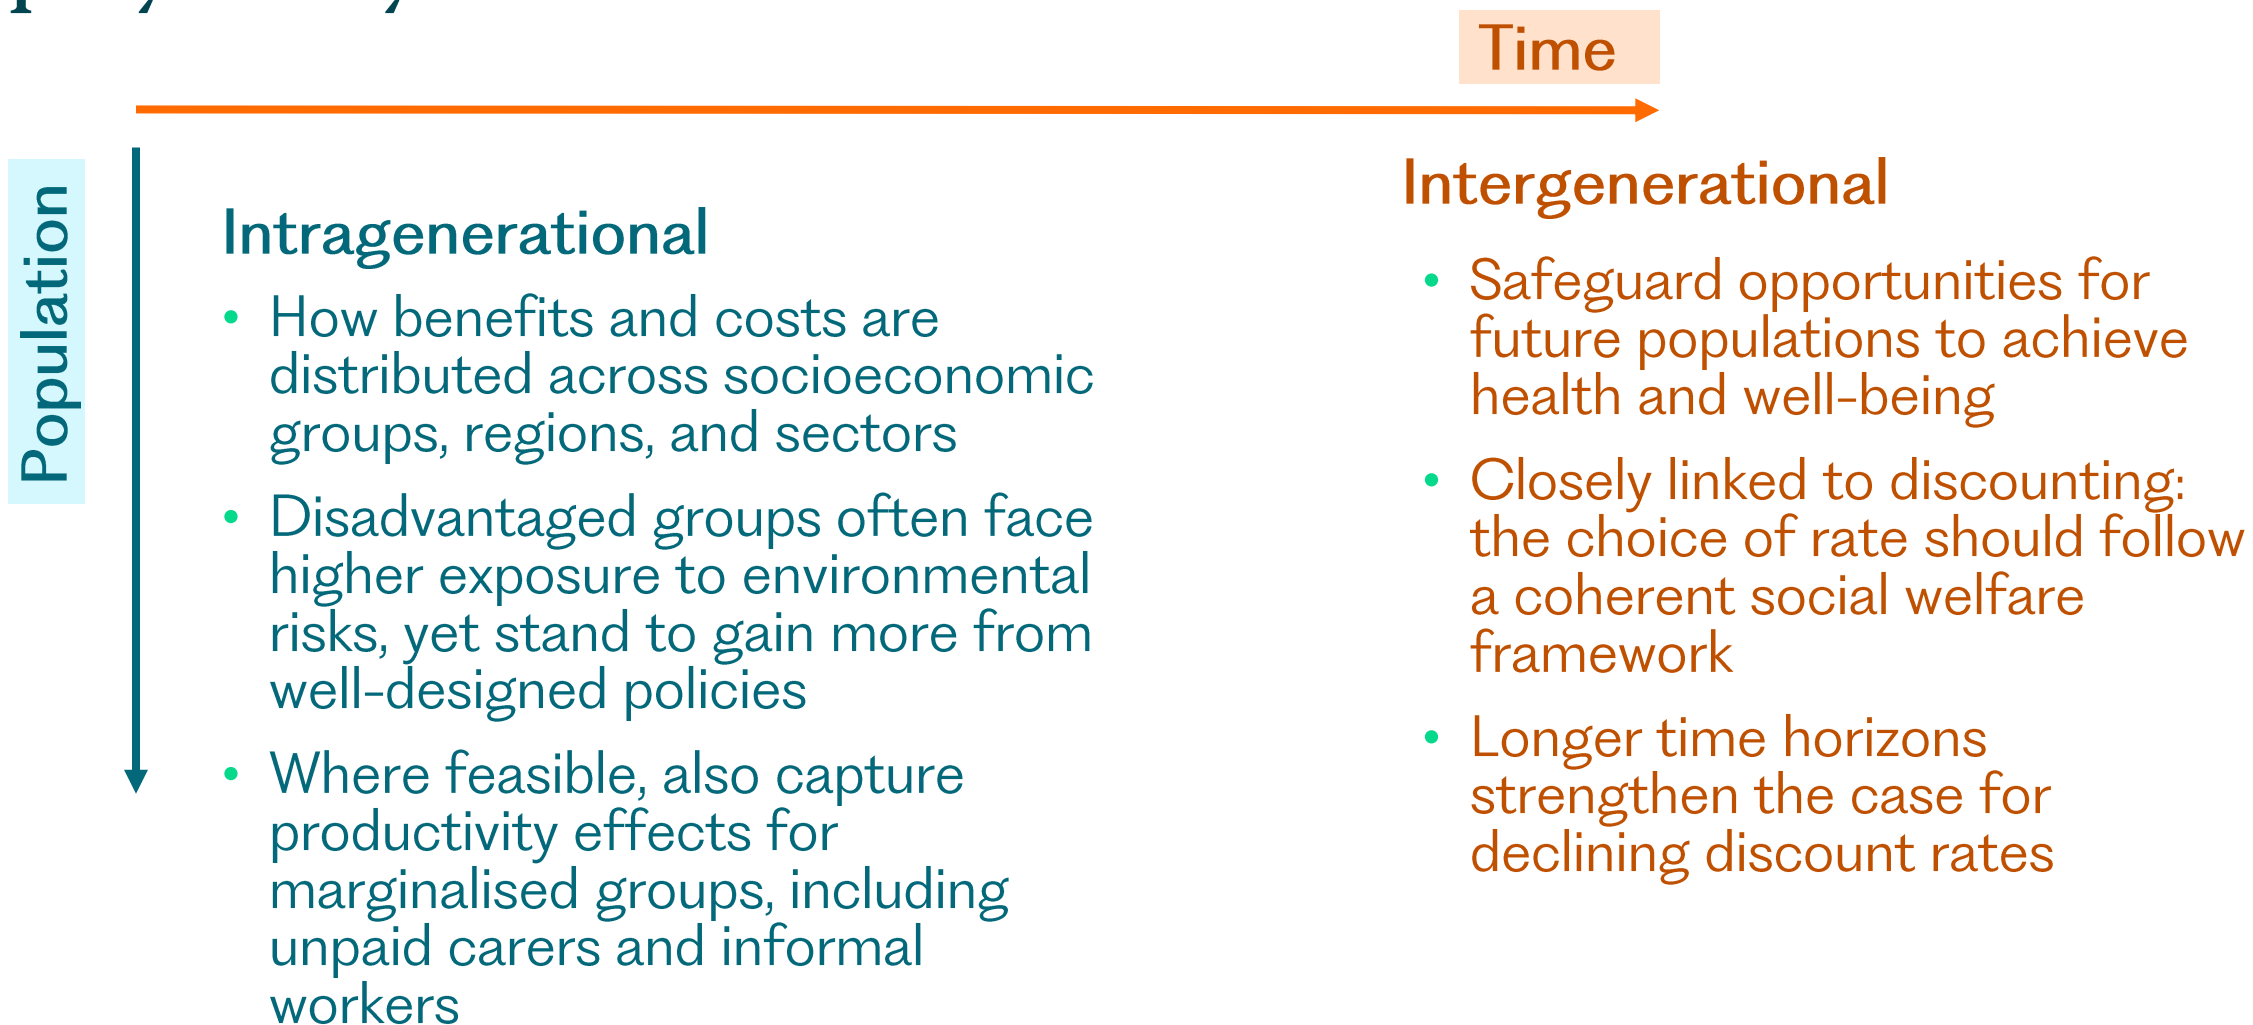 Time
Population
Intragenerational
• How benefits and costs are
distributed across socioeconomic
groups, regions, and sectors
• Disadvantaged groups often face
higher exposure to environmental
risks, yet stand to gain more from
well-designed policies
• Where feasible, also capture
productivity effects for
marginalised groups, including
unpaid carers and informal
workers
Intergenerational
• Safeguard opportunities for
future populations to achieve
health and well-being
• Closely linked to discounting:
the choice of rate should follow
a coherent social welfare
framework
• Longer time horizons
strengthen the case for
declining discount rates